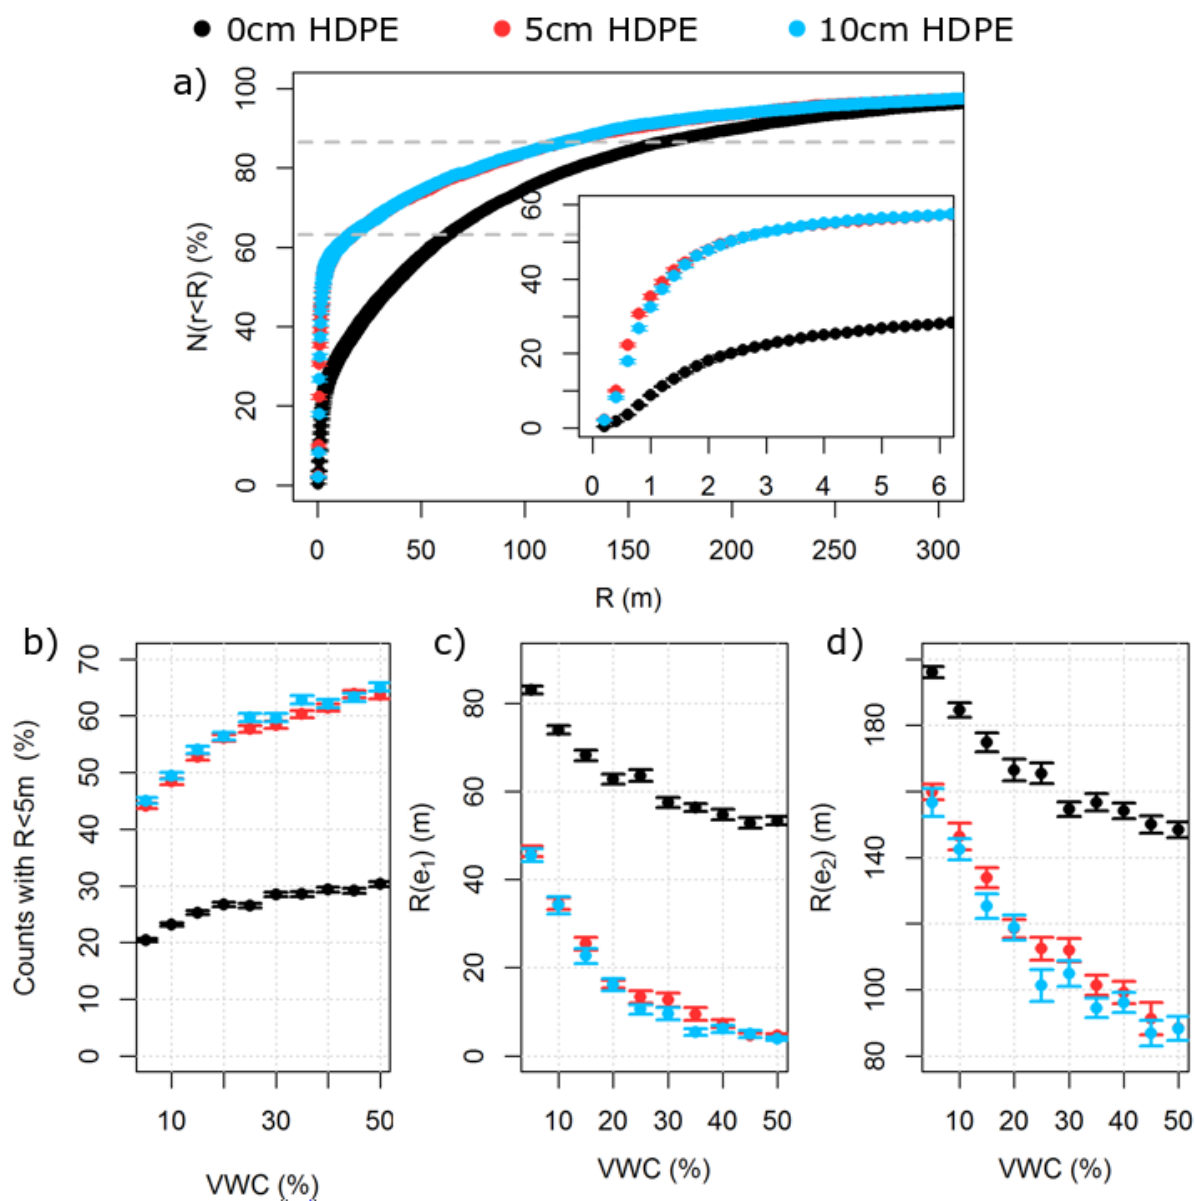 0cm HDPE 5cm HDPE 10cm HDPE
a)
N(r<R) (%)
100
80
60
40
20
0
60
40
20
0
0 1 2 3 4 5 6
0 50 100 150 200 250 300
R (m)
b)
Counts with R<5m (%)
70
60
50
40
30
20
10
0
10 30 50
VWC (%)
c)
R(e1) (m)
80
60
40
20
0
10 20 30 40 50
VWC (%)
d)
R(e2) (m)
180
140
100
80
10 20 30 40 50
VWC (%)